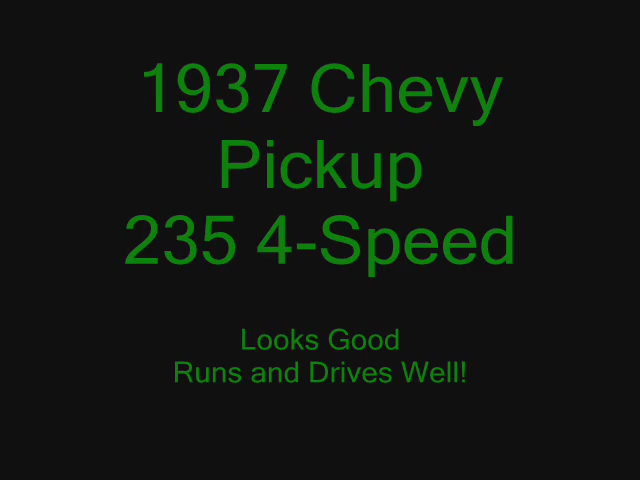 1937 Chevy
Pickup
235 4-Speed
Looks Good
Runs and Drives Well!